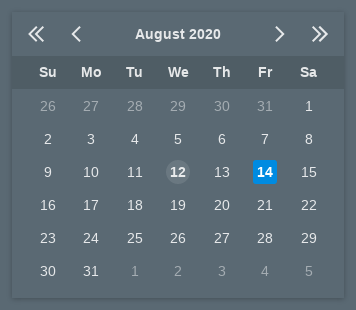 August 2020
Su Mo Tu We Th Fr Sa
26 27 28 29 30 31 1
2 3 4 5 6 7 8
9 10 11 12 13 14 15
16 17 18 19 20 21 22
23 24 25 26 27 28 29
30 31 1 2 3 4 5